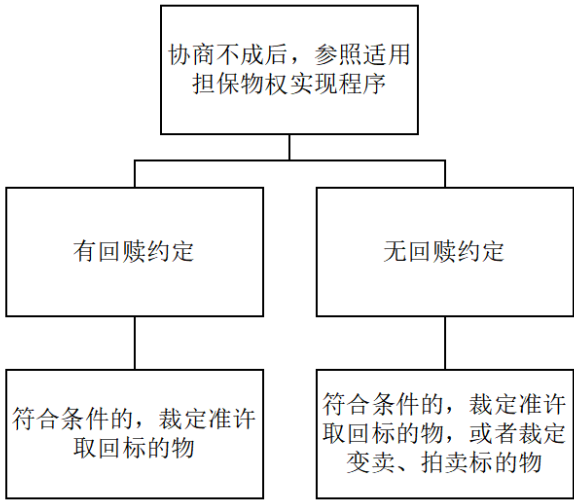 协商不成后，参照适用
担保物权实现程序
有回赎约定
无回赎约定
符合条件的，裁定准许
取回标的物
符合条件的，裁定准许
取回标的物，或者裁定
变卖、拍卖标的物